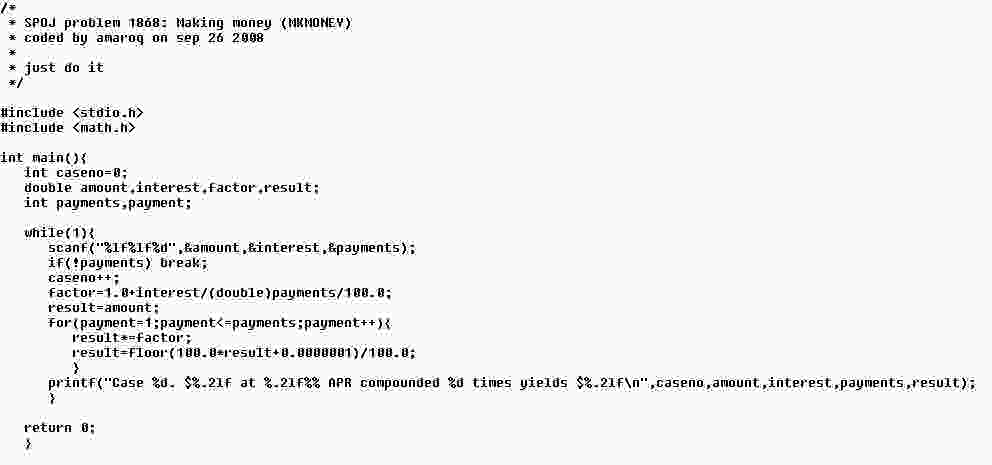 /*
 * SPOJ problem 1868: Making money (MKMONEY)
 * coded by amaroq on sep 26 2008
 *
 * just do it
 */

#include <stdio.h>
#include <math.h>

int main(){
   int caseno=0;
   double amount,interest,factor,result;
   int payments,payment;

   while(1){
      scanf("%lf%lf%d",&amount,&interest,&payments);
      if(!payments) break;
      caseno++;
      factor=1.0+interest/(double)payments/100.0;
      result=amount;
      for(payment=1;payment<=payments;payment++){
         result*=factor;
         result=floor(100.0*result+0.0000001)/100.0;
         }
      printf("Case %d. $%.2lf at %.2lf%% APR compounded %d times yields $%.2lf\n",caseno,amount,interest,payments,result);
      }

   return 0;
   }